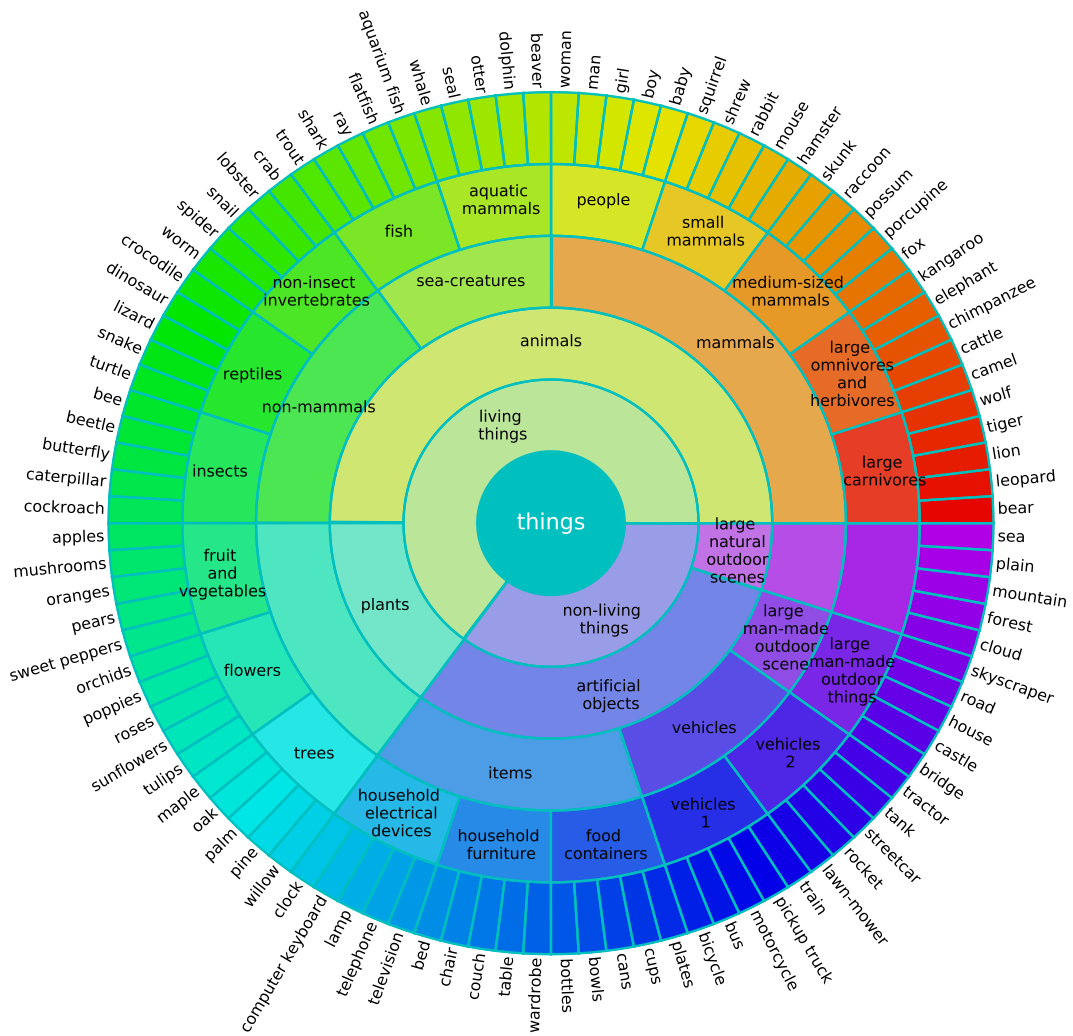 things
living
things
non-living
things
animals
plants
large
natural
outdoor
scenes
artificial
objects
sea-creatures
mammals
non-mammals
large
man-made
outdoor
scene
vehicles
items
people
small
mammals
medium-sized
mammals
large
omnivores
and
herbivores
large
carnivores
large
man-made
outdoor
things
vehicles
2
vehicles
1
food
containers
household
furniture
household
electrical
devices
trees
flowers
fruit
and
vegetables
insects
reptiles
non-insect
invertebrates
fish
aquatic
mammals
woman
man
girl
boy
baby
squirrel
shrew
rabbit
mouse
hamster
skunk
raccoon
possum
porcupine
fox
kangaroo
elephant
chimpanzee
cattle
camel
wolf
tiger
lion
leopard
bear
sea
plain
mountain
forest
cloud
skyscraper
road
house
castle
bridge
tractor
tank
streetcar
rocket
lawn-mower
train
pickup truck
motorcycle
bus
bicycle
plates
cups
cans
bowls
bottles
wardrobe
table
couch
chair
bed
television
telephone
lamp
computer keyboard
clock
willow
pine
palm
oak
maple
tulips
sunflowers
roses
poppies
orchids
sweet peppers
pears
oranges
mushrooms
apples
cockroach
caterpillar
butterfly
beetle
bee
turtle
snake
lizard
dinosaur
crocodile
worm
spider
snail
lobster
crab
trout
shark
ray
flatfish
aquarium fish
whale
seal
otter
dolphin
beaver